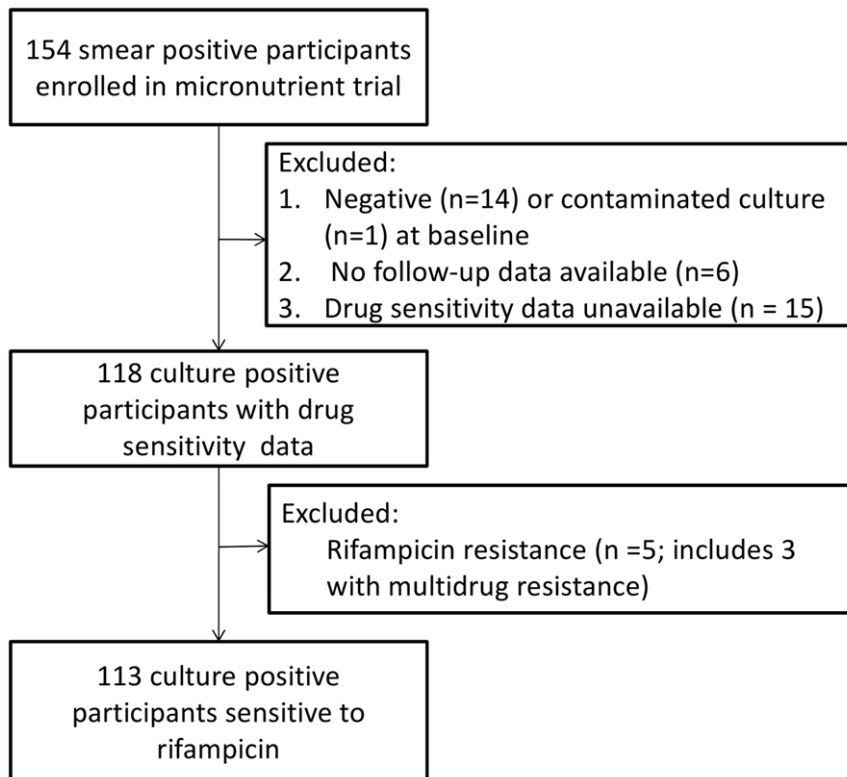 154 smear positive participants
enrolled in micronutrient trial
Excluded:
1. Negative (n=14) or contaminated culture
(n=1) at baseline
2. No follow-up data available (n=6)
3. Drug sensitivity data unavailable (n = 15)
118 culture positive
participants with drug
sensitivity data
Excluded:
Rifampicin resistance (n =5; includes 3
with multidrug resistance)
113 culture positive
participants sensitive to
rifampicin